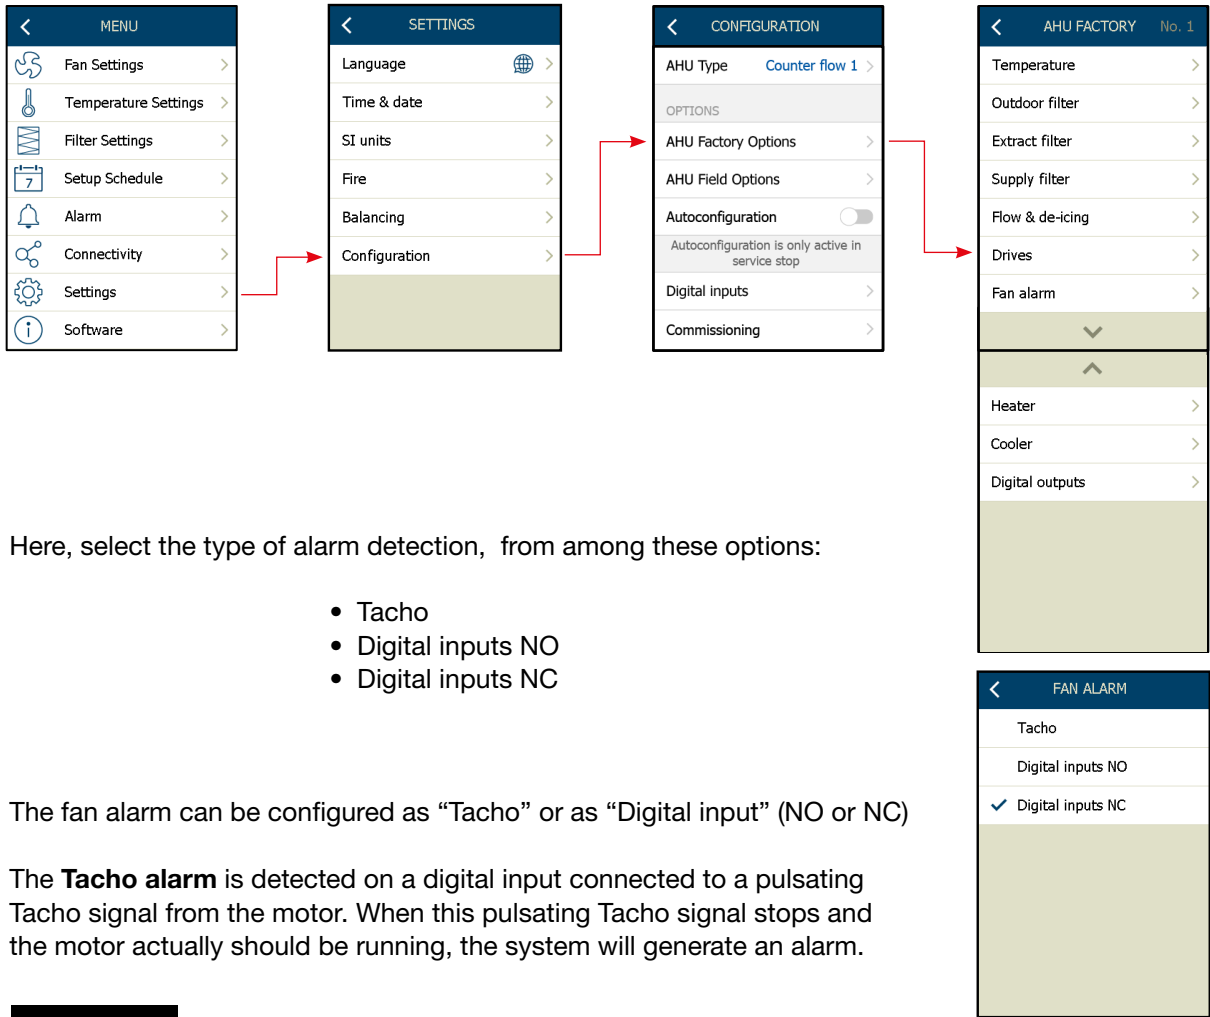 MENU
Fan Settings
Temperature Settings
Filter Settings
7
Setup Schedule
Alarm
Connectivity
Settings
i
Software
SETTINGS
Language
Time & date
SI units
Fire
Balancing
Configuration
CONFIGURATION
AHU Type Counter flow 1
OPTIONS
AHU Factory Options
AHU Field Options
Autoconfiguration
Autoconfiguration is only active in
service stop
Digital inputs
Commissioning
AHU FACTORY No. 1
Temperature
Outdoor filter
Extract filter
Supply filter
Flow & de-icing
Drives
Fan alarm
Heater
Cooler
Digital outputs
Here, select the type of alarm detection, from among these options:
• Tacho
• Digital inputs NO
• Digital inputs NC
FAN ALARM
Tacho
Digital inputs NO
Digital inputs NC
The fan alarm can be configured as “Tacho” or as “Digital input” (NO or NC)
The Tacho alarm is detected on a digital input connected to a pulsating
Tacho signal from the motor. When this pulsating Tacho signal stops and
the motor actually should be running, the system will generate an alarm.